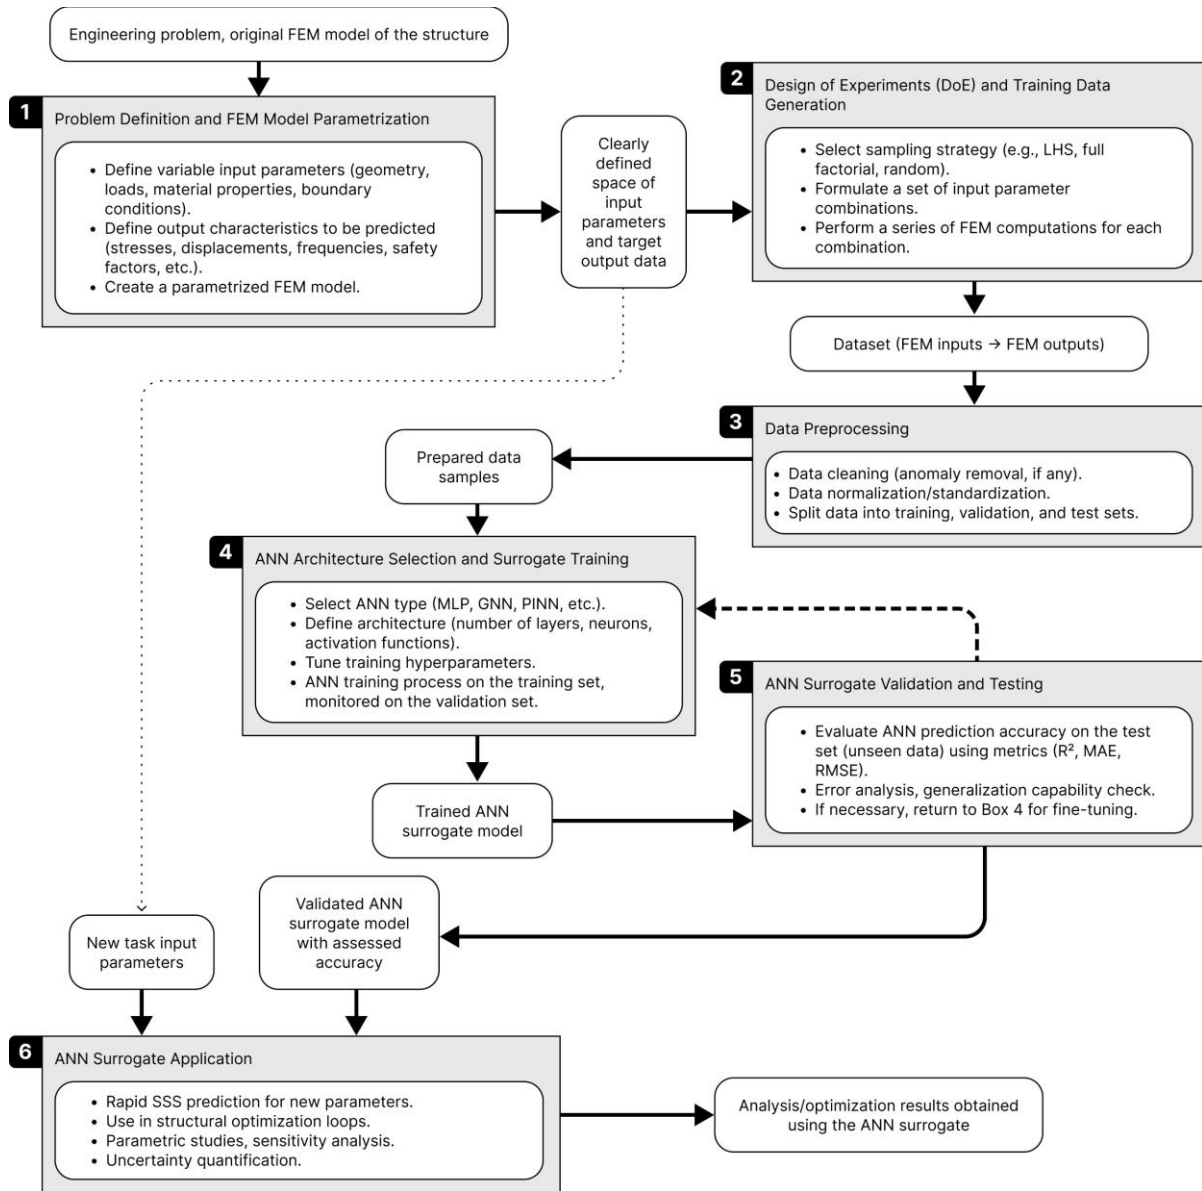 Engineering problem, original FEM model of the structure
1
Problem Definition and FEM Model Parametrization
• Define variable input parameters (geometry,
loads, material properties, boundary
conditions).
• Define output characteristics to be predicted
(stresses, displacements, frequencies, safety
factors, etc.).
• Create a parametrized FEM model.
Clearly
defined
space of
input
parameters
and target
output data
2
Design of Experiments (DoE) and Training Data
Generation
• Select sampling strategy (e.g., LHS, full
factorial, random).
• Formulate a set of input parameter
combinations.
• Perform a series of FEM computations for each
combination.
Dataset (FEM inputs → FEM outputs)
3
Data Preprocessing
• Data cleaning (anomaly removal, if any).
• Data normalization/standardization.
• Split data into training, validation, and test sets.
Prepared data
samples
4
ANN Architecture Selection and Surrogate Training
• Select ANN type (MLP, GNN, PINN, etc.).
• Define architecture (number of layers, neurons,
activation functions).
• Tune training hyperparameters.
• ANN training process on the training set,
monitored on the validation set.
Trained ANN
surrogate model
5
ANN Surrogate Validation and Testing
• Evaluate ANN prediction accuracy on the test
set (unseen data) using metrics (R², MAE,
RMSE).
• Error analysis, generalization capability check.
• If necessary, return to Box 4 for fine-tuning.
Validated ANN
surrogate model
with assessed
accuracy
New task input
parameters
6
ANN Surrogate Application
• Rapid SSS prediction for new parameters.
• Use in structural optimization loops.
• Parametric studies, sensitivity analysis.
• Uncertainty quantification.
Analysis/optimization results obtained
using the ANN surrogate